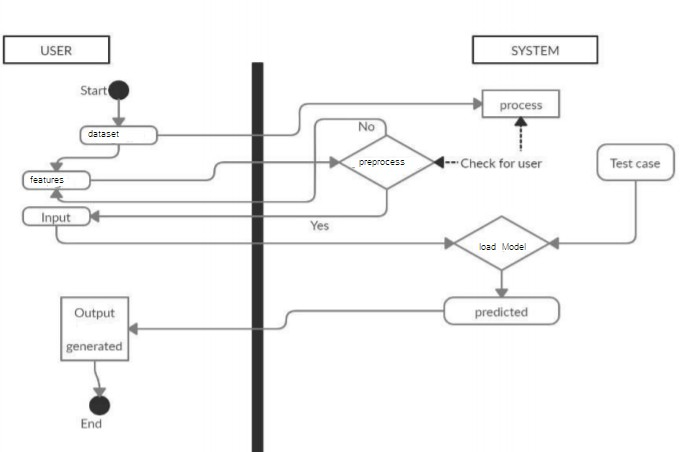 USER
SYSTEM
Start
process
dataset
No
preprocess
Check for user
Test case
features
Input
Yes
load Model
Output
generated
predicted
End